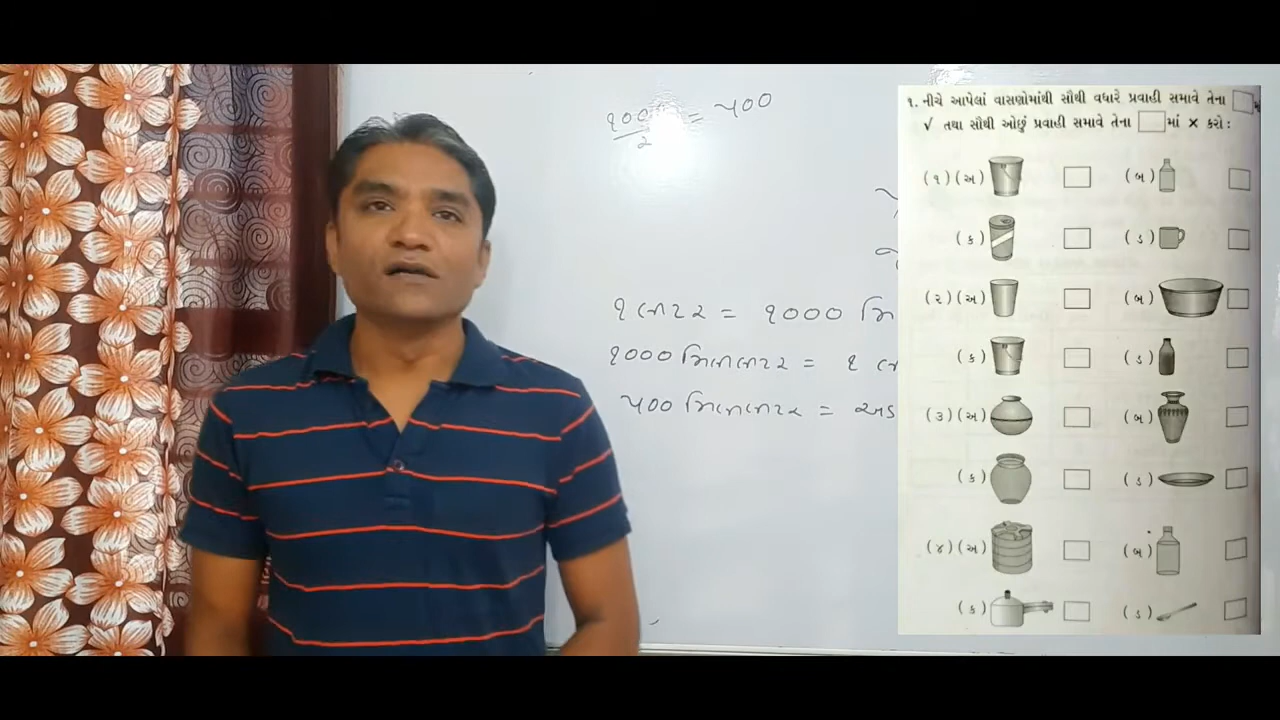 ૧૦૦૦ = ૫૦૦
૨
૧ લીટર = ૧૦૦૦ મિ
૧૦૦૦ મિલીલીટર = ૧ લી
૫૦૦ મિલીલીટર = અડ
૧. નીચે આપેલાં વાસણોમાંથી સૌથી વધારે પ્રવાહી સમાવે તેના
✓ તથા સૌથી ઓછું પ્રવાહી સમાવે તેના માં × કરો :
(૧) (અ) (બ)
(ક) (ડ)
(૨) (અ) (બ)
(ક) (ડ)
(૩) (અ) (બ)
(ક) (ડ)
(૪) (અ) (બ)
(ક) (ડ)